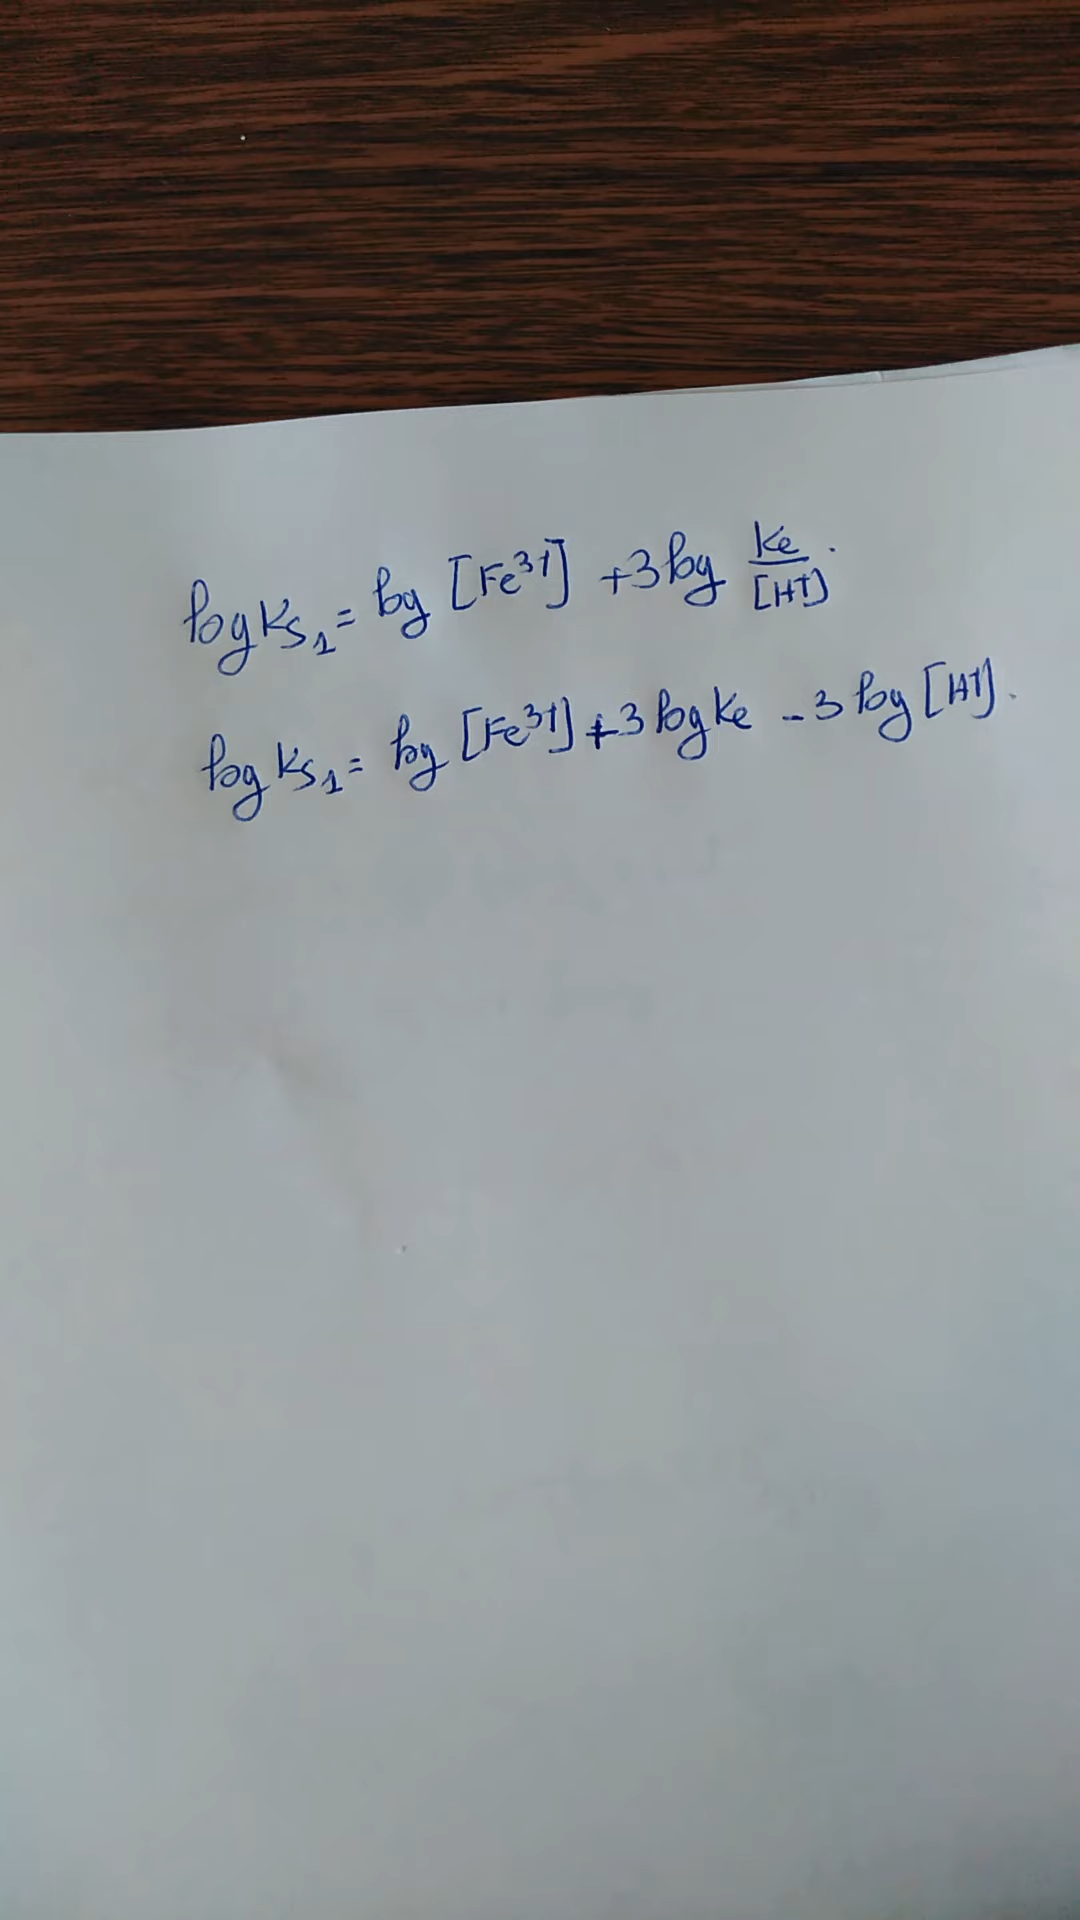 log Ks₁ = log [Fe³⁺] + 3 log Ke/[H⁺].
log Ks₁ = log [Fe³⁺] + 3 log Ke - 3 log [H⁺].